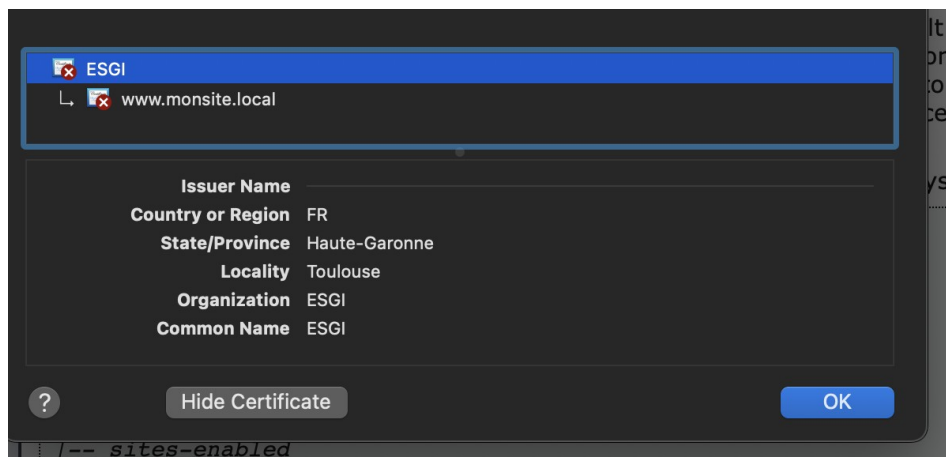 lt
ESGI
www.monsite.local
Issuer Name
Country or Region FR
State/Province Haute-Garonne
Locality Toulouse
Organization ESGI
Common Name ESGI
? Hide Certificate OK
|-- sites-enabled